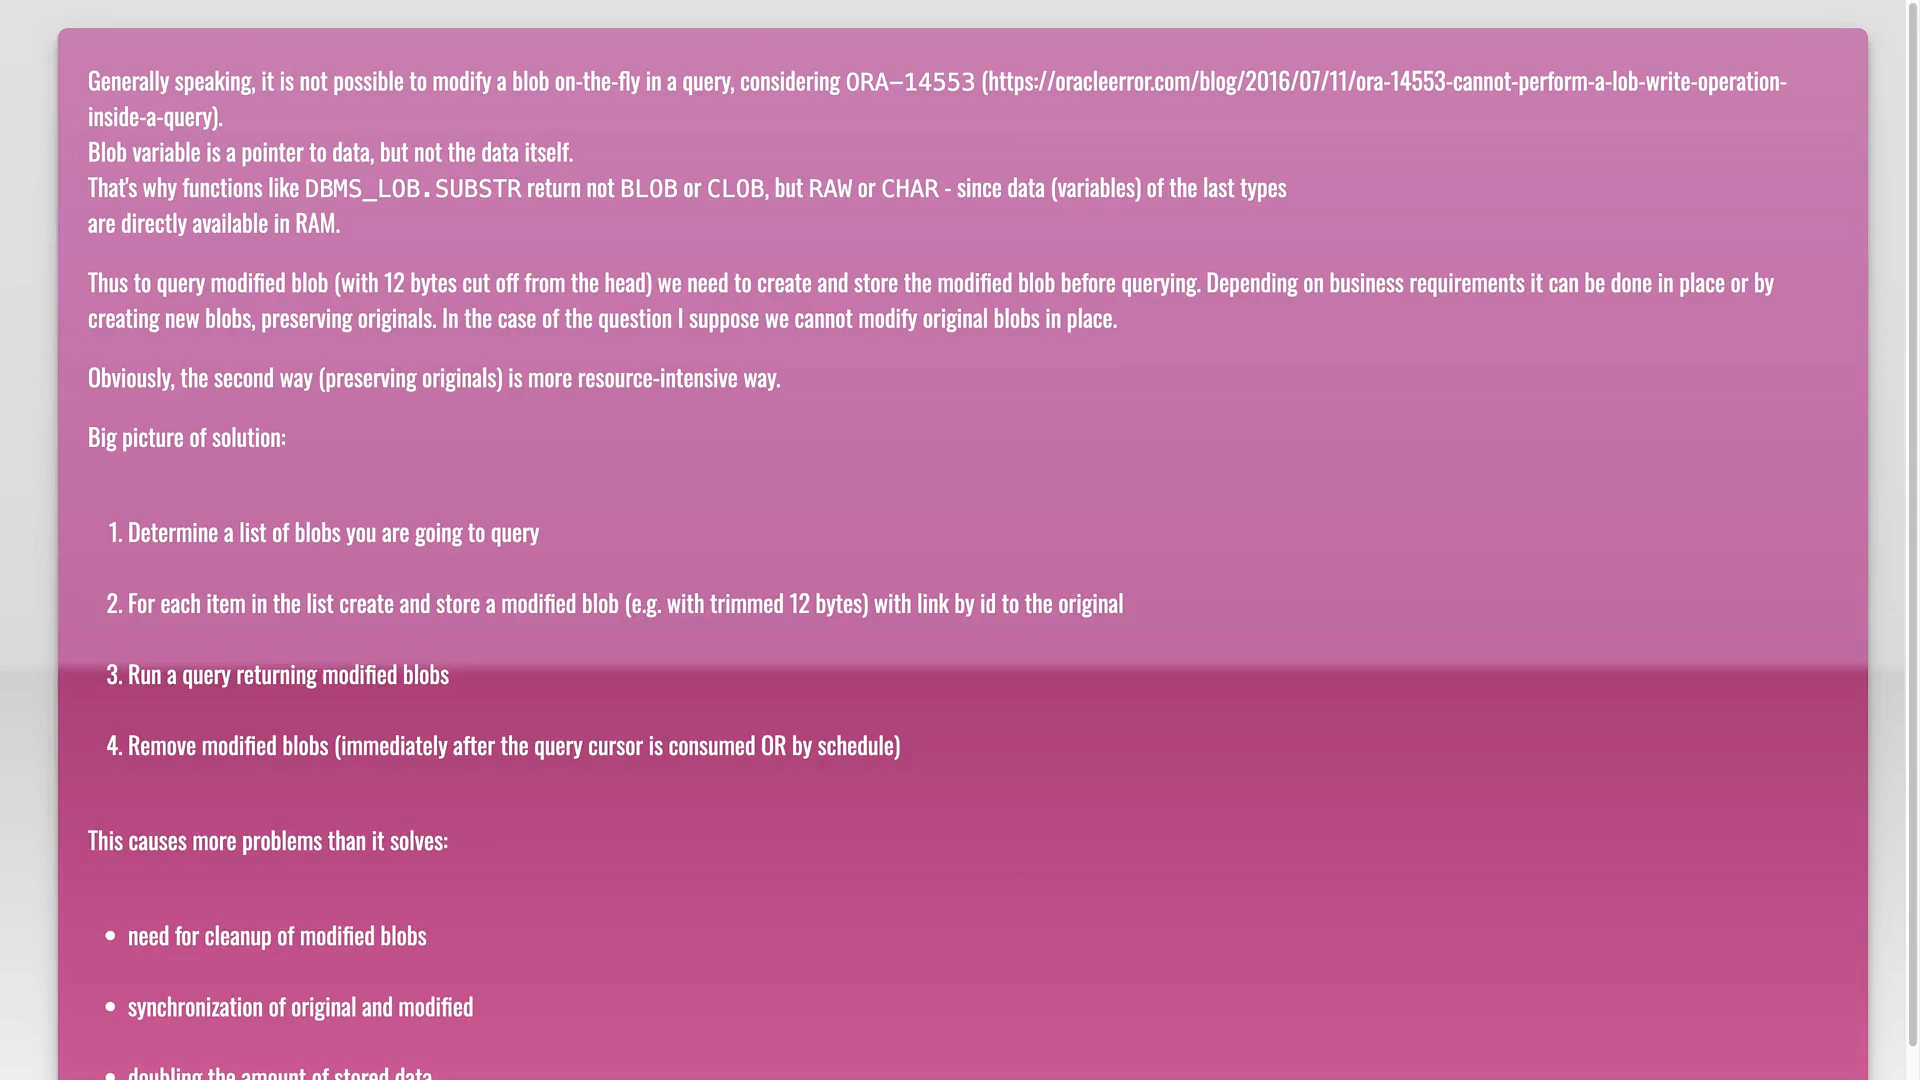 Generally speaking, it is not possible to modify a blob on-the-fly in a query, considering ORA-14553 (https://oracleerror.com/blog/2016/07/11/ora-14553-cannot-perform-a-lob-write-operation-
inside-a-query).
Blob variable is a pointer to data, but not the data itself.
That's why functions like DBMS_LOB.SUBSTR return not BLOB or CLOB, but RAW or CHAR - since data (variables) of the last types
are directly available in RAM.
Thus to query modified blob (with 12 bytes cut off from the head) we need to create and store the modified blob before querying. Depending on business requirements it can be done in place or by
creating new blobs, preserving originals. In the case of the question I suppose we cannot modify original blobs in place.
Obviously, the second way (preserving originals) is more resource-intensive way.
Big picture of solution:
1. Determine a list of blobs you are going to query
2. For each item in the list create and store a modified blob (e.g. with trimmed 12 bytes) with link by id to the original
3. Run a query returning modified blobs
4. Remove modified blobs (immediately after the query cursor is consumed OR by schedule)
This causes more problems than it solves:
• need for cleanup of modified blobs
• synchronization of original and modified
• doubling the amount of stored data